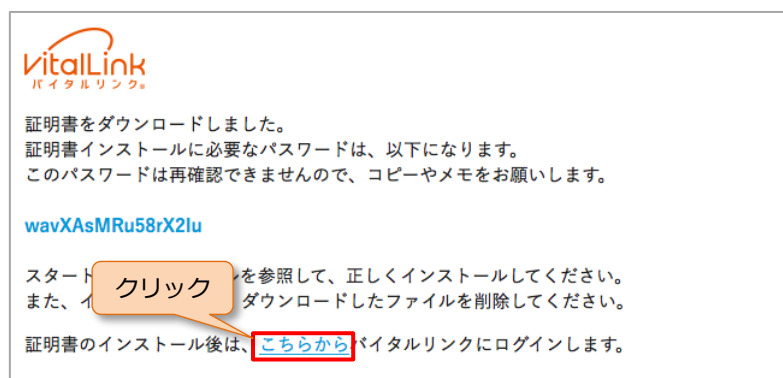 VitalLink
バイタルリンク®
証明書をダウンロードしました。
証明書インストールに必要なパスワードは、以下になります。
このパスワードは再確認できませんので、コピーやメモをお願いします。
wavXAsMRu58rX2lu
スタート を参照して、正しくインストールしてください。
クリック
また、イ ダウンロードしたファイルを削除してください。
証明書のインストール後は、こちらからバイタルリンクにログインします。